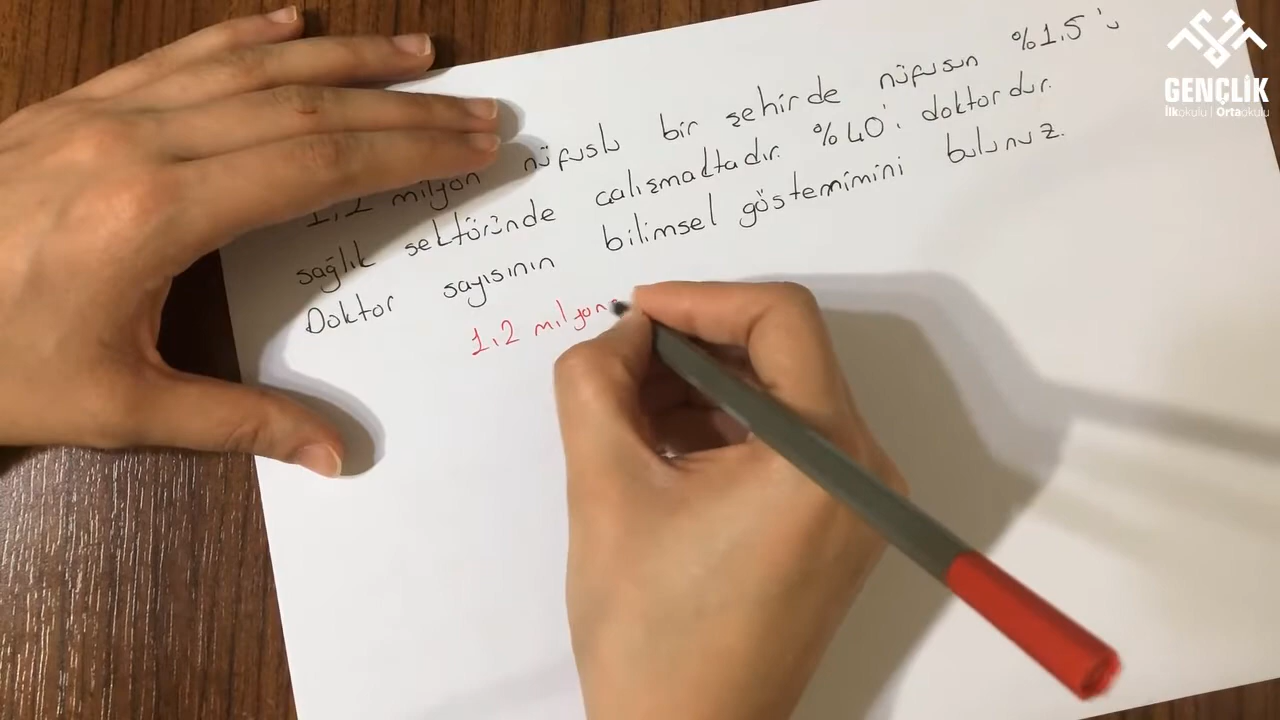 1,2 milyon nüfuslu bir şehirde nüfusun %1,5'u
sağlık sektöründe çalışmaktadır. %40'ı doktordur.
Doktor sayısının bilimsel göstemimini bulunuz.
1,2 milyon
GENÇLİK
İlkokulu | Ortaokulu